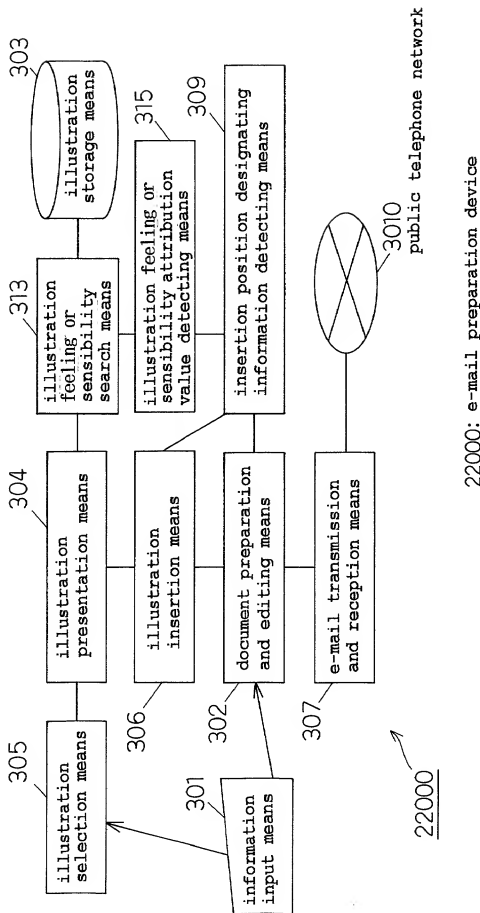 303
illustration
storage means
313
illustration
feeling or
sensibility
search means
315
illustration feeling or
sensibility attribution
value detecting means
309
insertion position designating
information detecting means
304
illustration
presentation means
305
illustration
selection means
306
illustration
insertion means
302
document preparation
and editing means
301
information
input means
307
e-mail transmission
and reception means
3010
public telephone network
22000
22000: e-mail preparation device